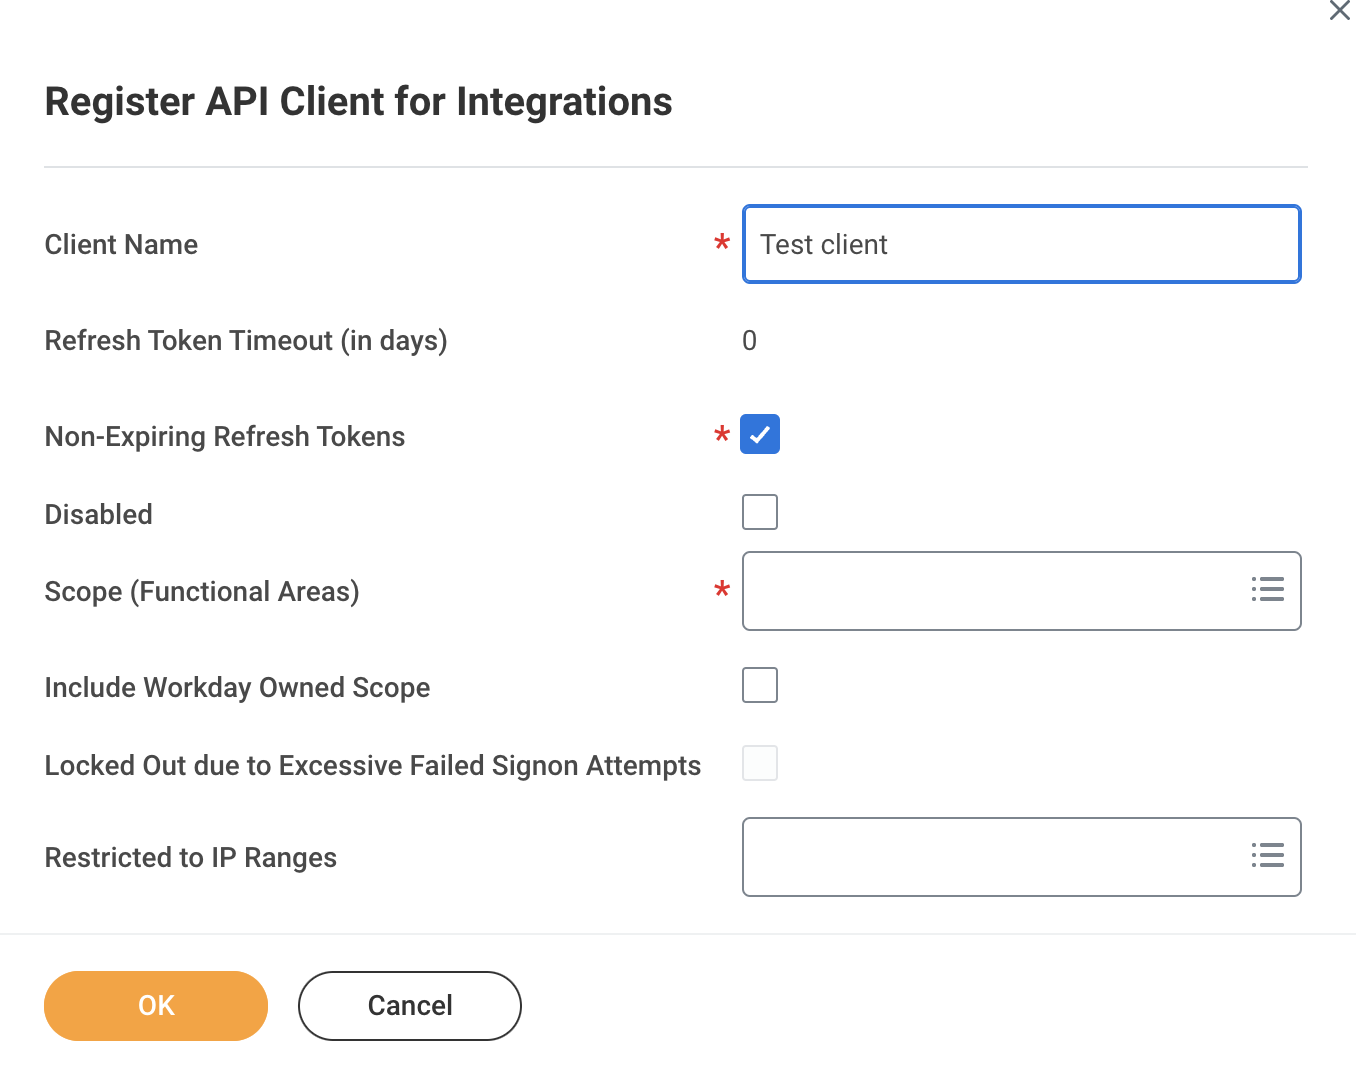 Register API Client for Integrations
Client Name * Test client
Refresh Token Timeout (in days) 0
Non-Expiring Refresh Tokens *
Disabled
Scope (Functional Areas) *
Include Workday Owned Scope
Locked Out due to Excessive Failed Signon Attempts
Restricted to IP Ranges
OK Cancel